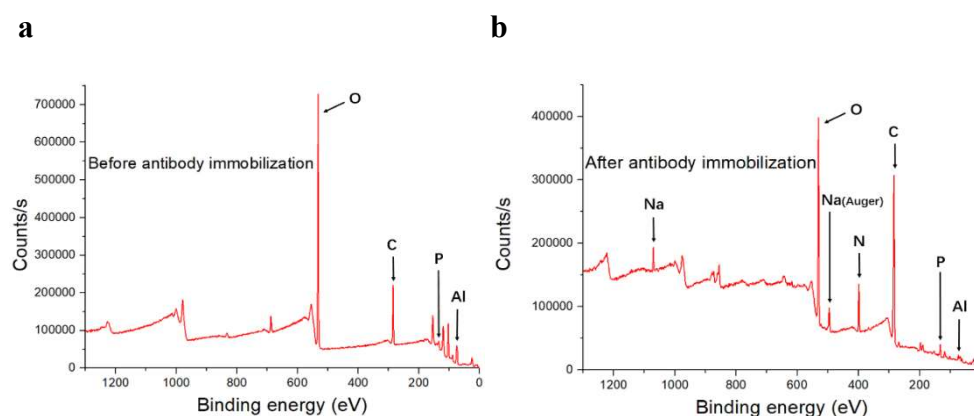 a
b
700000
600000
500000
400000
300000
200000
100000
0
Counts/s
Before antibody immobilization
O
C
P
Al
1200
1000
800
600
400
200
0
Binding energy (eV)
400000
300000
200000
100000
0
Counts/s
After antibody immobilization
Na
O
Na(Auger)
N
C
P
Al
1200
1000
800
600
400
200
0
Binding energy (eV)